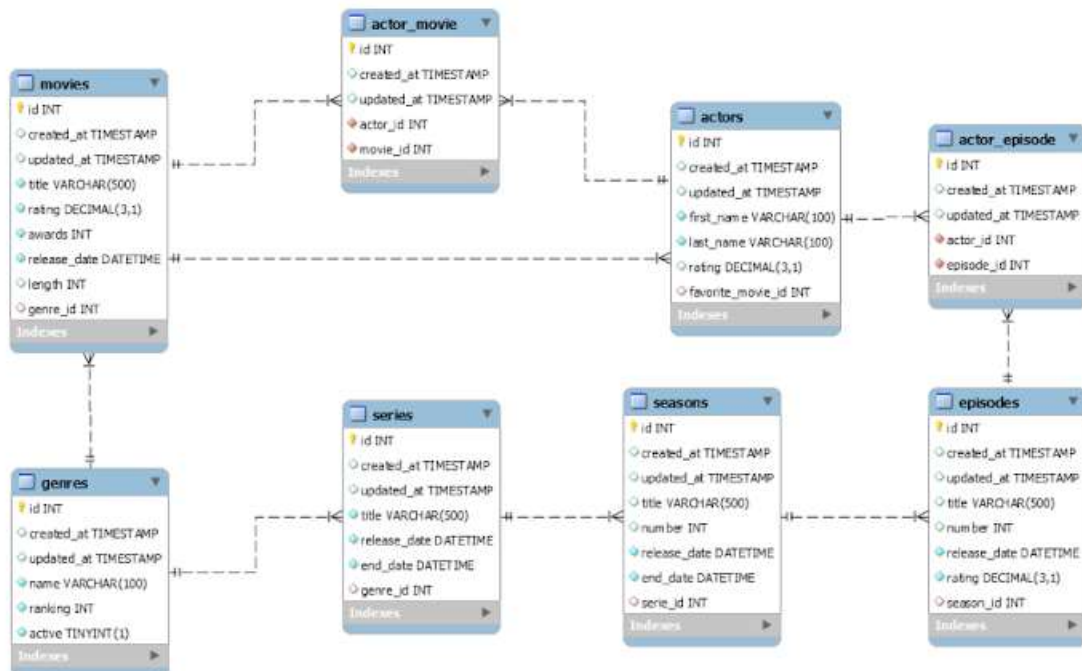 actor_movie
id INT
created_at TIMESTAMP
updated_at TIMESTAMP
actor_id INT
movie_id INT
Indexes
movies
id INT
created_at TIMESTAMP
updated_at TIMESTAMP
title VARCHAR(500)
rating DECIMAL(3,1)
awards INT
release_date DATETIME
length INT
genre_id INT
Indexes
actors
id INT
created_at TIMESTAMP
updated_at TIMESTAMP
first_name VARCHAR(100)
last_name VARCHAR(100)
rating DECIMAL(3,1)
favorite_movie_id INT
Indexes
actor_episode
id INT
created_at TIMESTAMP
updated_at TIMESTAMP
actor_id INT
episode_id INT
Indexes
genres
id INT
created_at TIMESTAMP
updated_at TIMESTAMP
name VARCHAR(100)
ranking INT
active TINYINT(1)
Indexes
series
id INT
created_at TIMESTAMP
updated_at TIMESTAMP
title VARCHAR(500)
release_date DATETIME
end_date DATETIME
genre_id INT
Indexes
seasons
id INT
created_at TIMESTAMP
updated_at TIMESTAMP
title VARCHAR(500)
number INT
release_date DATETIME
end_date DATETIME
serie_id INT
Indexes
episodes
id INT
created_at TIMESTAMP
updated_at TIMESTAMP
title VARCHAR(500)
number INT
release_date DATETIME
rating DECIMAL(3,1)
season_id INT
Indexes